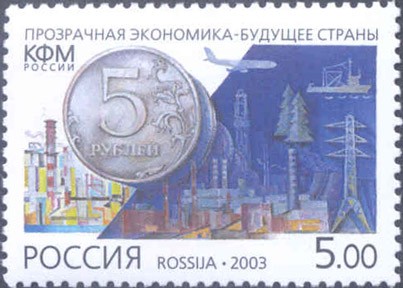 ПРОЗРАЧНАЯ ЭКОНОМИКА-БУДУЩЕЕ СТРАНЫ
КФМ
РОССИИ
5
РУБЛЕЙ
РОССИЯ ROSSIJA · 2003 5.00